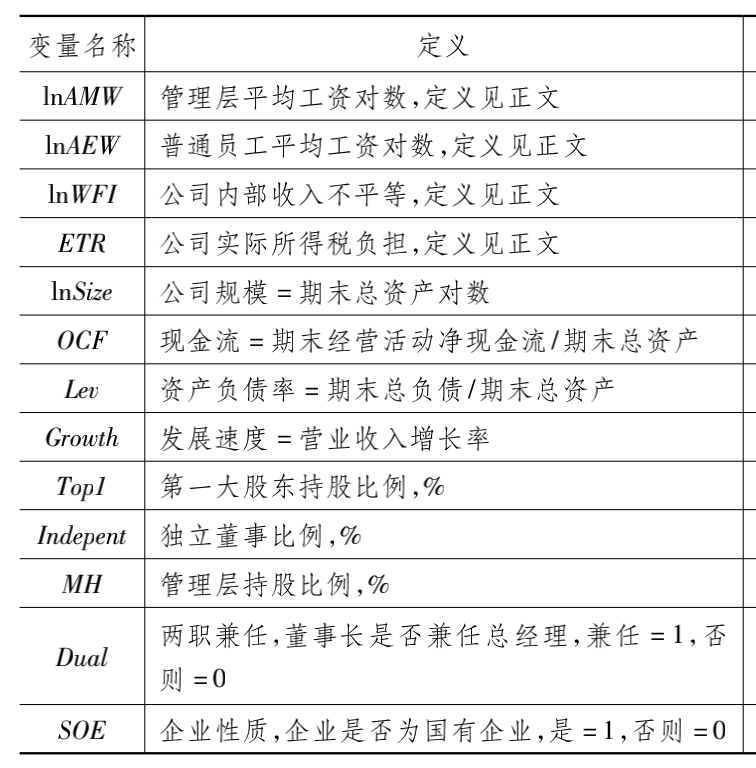 变量名称 定义
lnAMW 管理层平均工资对数,定义见正文
lnAEW 普通员工平均工资对数,定义见正文
lnWFI 公司内部收入不平等,定义见正文
ETR 公司实际所得税负担,定义见正文
lnSize 公司规模=期末总资产对数
OCF 现金流=期末经营活动净现金流/期末总资产
Lev 资产负债率=期末总负债/期末总资产
Growth 发展速度=营业收入增长率
Top1 第一大股东持股比例,%
Indepent 独立董事比例,%
MH 管理层持股比例,%
Dual 两职兼任,董事长是否兼任总经理,兼任=1,否
则=0
SOE 企业性质,企业是否为国有企业,是=1,否则=0